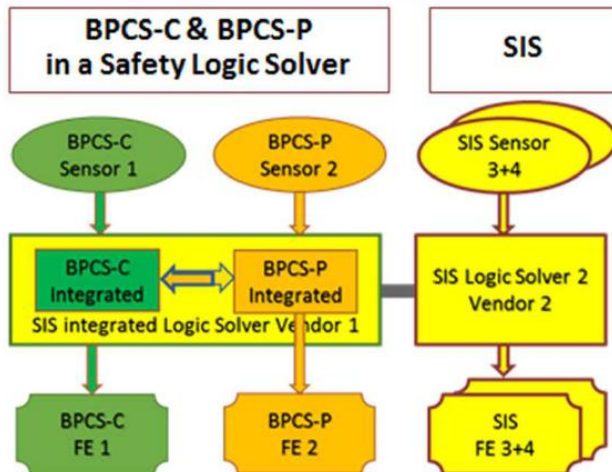 BPCS-C & BPCS-P
in a Safety Logic Solver
SIS
BPCS-C
Sensor 1
BPCS-P
Sensor 2
SIS Sensor
3+4
BPCS-C
Integrated
BPCS-P
Integrated
SIS integrated Logic Solver Vendor 1
SIS Logic Solver 2
Vendor 2
BPCS-C
FE 1
BPCS-P
FE 2
SIS
FE 3+4